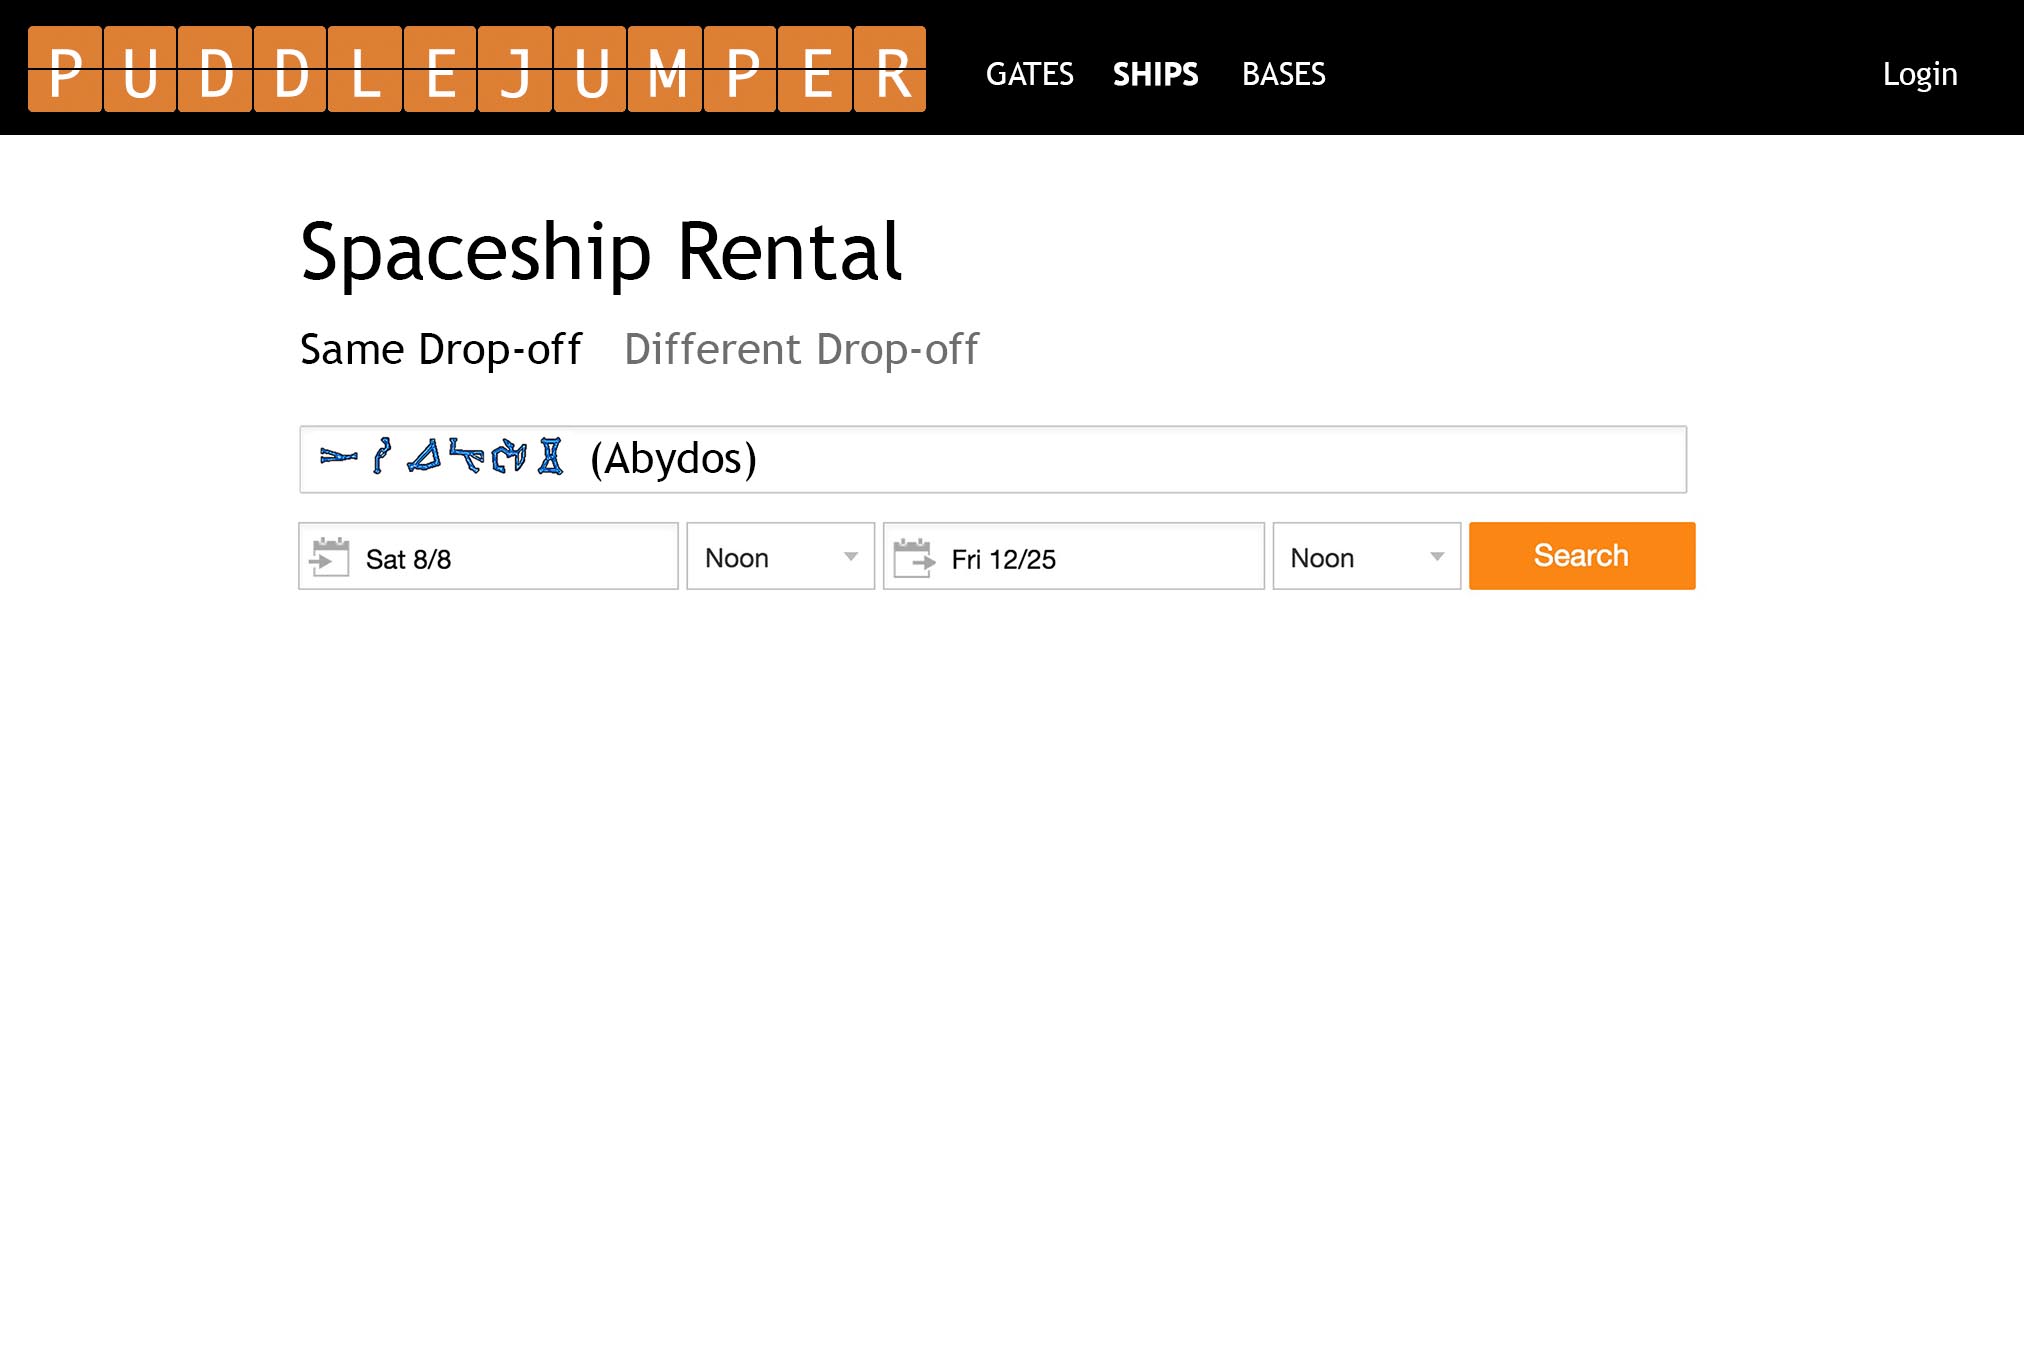 PUDDLEJUMPER GATES SHIPS BASES Login
Spaceship Rental
Same Drop-off Different Drop-off
(Abydos)
Sat 8/8 Noon Fri 12/25 Noon Search